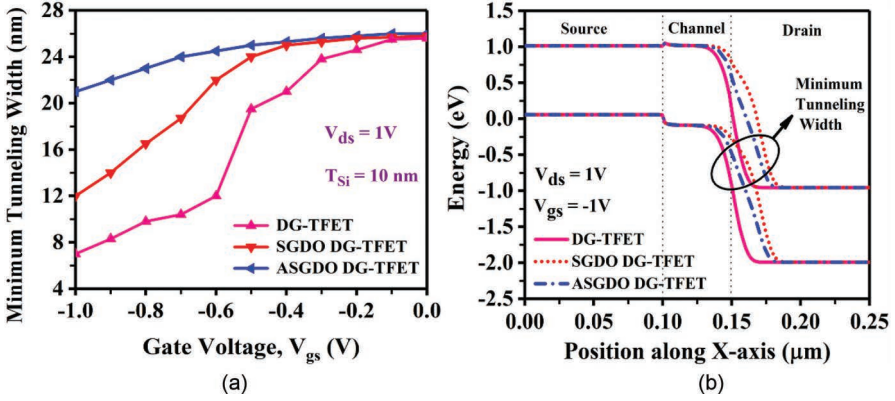 Minimum Tunneling Width (nm)
28
24
20
16
12
8
4
-1.0
-0.8
-0.6
-0.4
-0.2
0.0
Gate Voltage, Vgs (V)
Vds = 1V
TSi = 10 nm
DG-TFET
SGDO DG-TFET
ASGDO DG-TFET
(a)
Energy (eV)
1.5
1.0
0.5
0.0
-0.5
-1.0
-1.5
-2.0
-2.5
Source
Channel
Drain
Minimum
Tunneling
Width
Vds = 1V
Vgs = -1V
DG-TFET
SGDO DG-TFET
ASGDO DG-TFET
0.00
0.05
0.10
0.15
0.20
0.25
Position along X-axis (μm)
(b)